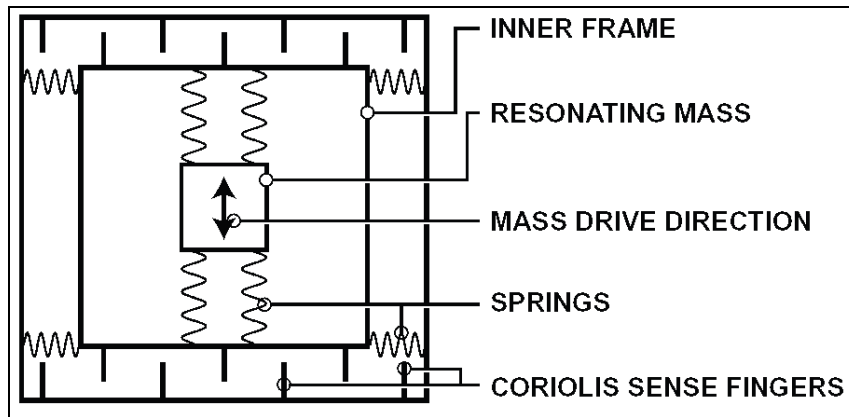 INNER FRAME
RESONATING MASS
MASS DRIVE DIRECTION
SPRINGS
CORIOLIS SENSE FINGERS